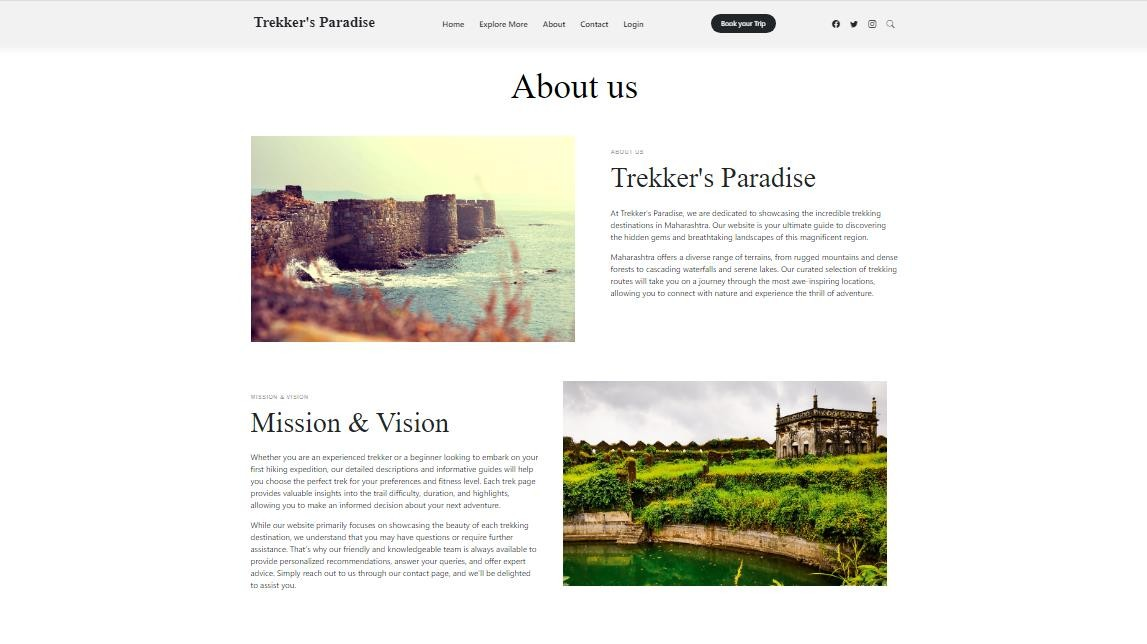 Trekker's Paradise
Home Explore More About Contact Login
Book your Trip
About us
ABOUT US
Trekker's Paradise
At Trekker's Paradise, we are dedicated to showcasing the incredible trekking
destinations in Maharashtra. Our website is your ultimate guide to discovering
the hidden gems and breathtaking landscapes of this magnificent region.
Maharashtra offers a diverse range of terrains, from rugged mountains and dense
forests to cascading waterfalls and serene lakes. Our curated selection of trekking
routes will take you on a journey through the most awe-inspiring locations,
allowing you to connect with nature and experience the thrill of adventure.
MISSION & VISION
Mission & Vision
Whether you are an experienced trekker or a beginner looking to embark on your
first hiking expedition, our detailed descriptions and informative guides will help
you choose the perfect trek for your preferences and fitness level. Each trek page
provides valuable insights into the trail difficulty, duration, and highlights,
allowing you to make an informed decision about your next adventure.
While our website primarily focuses on showcasing the beauty of each trekking
destination, we understand that you may have questions or require further
assistance. That's why our friendly and knowledgeable team is always available to
provide personalized recommendations, answer your queries, and offer expert
advice. Simply reach out to us through our contact page, and we'll be delighted
to assist you.